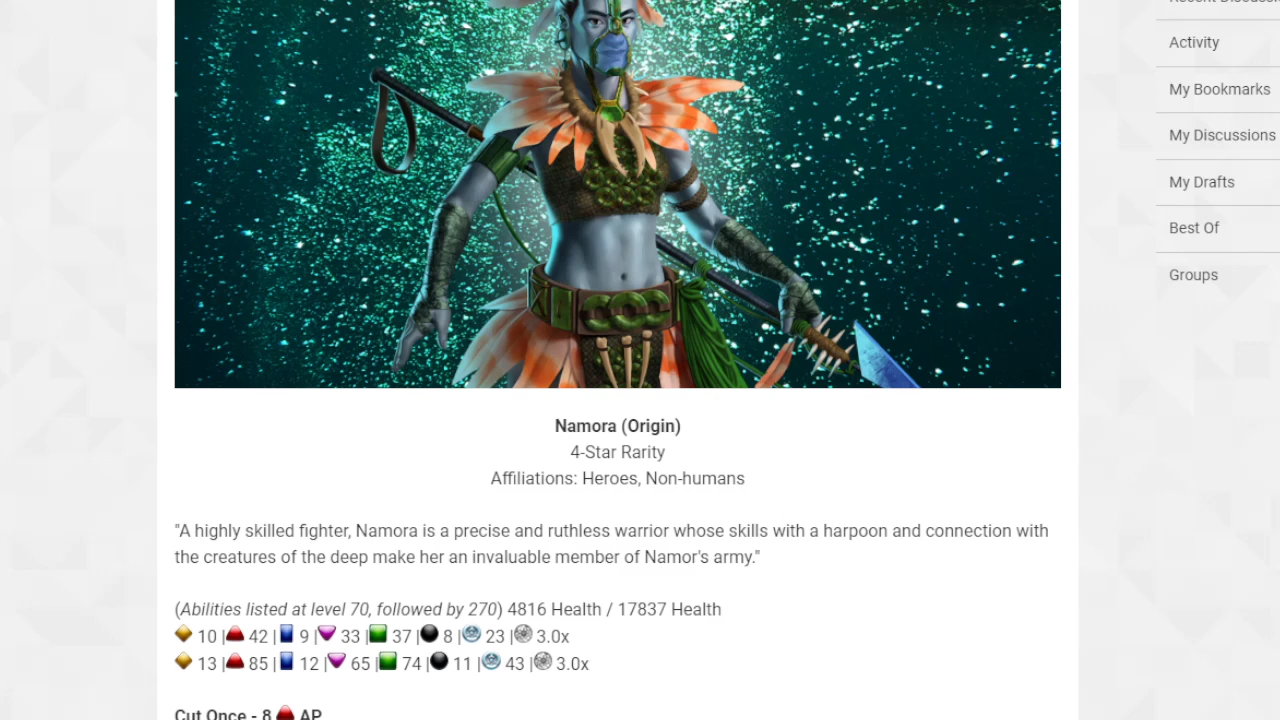 Activity
My Bookmarks
My Discussions
My Drafts
Best Of
Groups
Namora (Origin)
4-Star Rarity
Affiliations: Heroes, Non-humans
"A highly skilled fighter, Namora is a precise and ruthless warrior whose skills with a harpoon and connection with
the creatures of the deep make her an invaluable member of Namor's army."
(Abilities listed at level 70, followed by 270) 4816 Health / 17837 Health
10 | 42 | 9 | 33 | 37 | 8 | 23 | 3.0x
13 | 85 | 12 | 65 | 74 | 11 | 43 | 3.0x
Cut Once - 8 AP